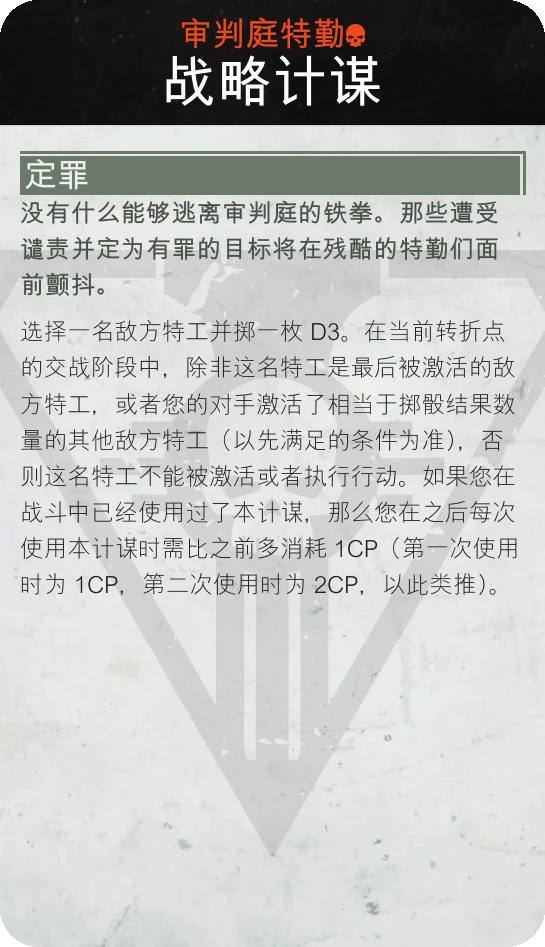 审判庭特勤
战略计谋
定罪
没有什么能够逃离审判庭的铁拳。那些遭受
谴责并定为有罪的目标将在残酷的特勤们面
前颤抖。
选择一名敌方特工并掷一枚 D3。在当前转折点
的交战阶段中，除非这名特工是最后被激活的敌
方特工，或者您的对手激活了相当于掷骰结果数
量的其他敌方特工（以先满足的条件为准），否
则这名特工不能被激活或者执行行动。如果您在
战斗中已经使用过了本计谋，那么您在之后每次
使用本计谋时需比之前多消耗 1CP（第一次使用
时为 1CP，第二次使用时为 2CP，以此类推）。